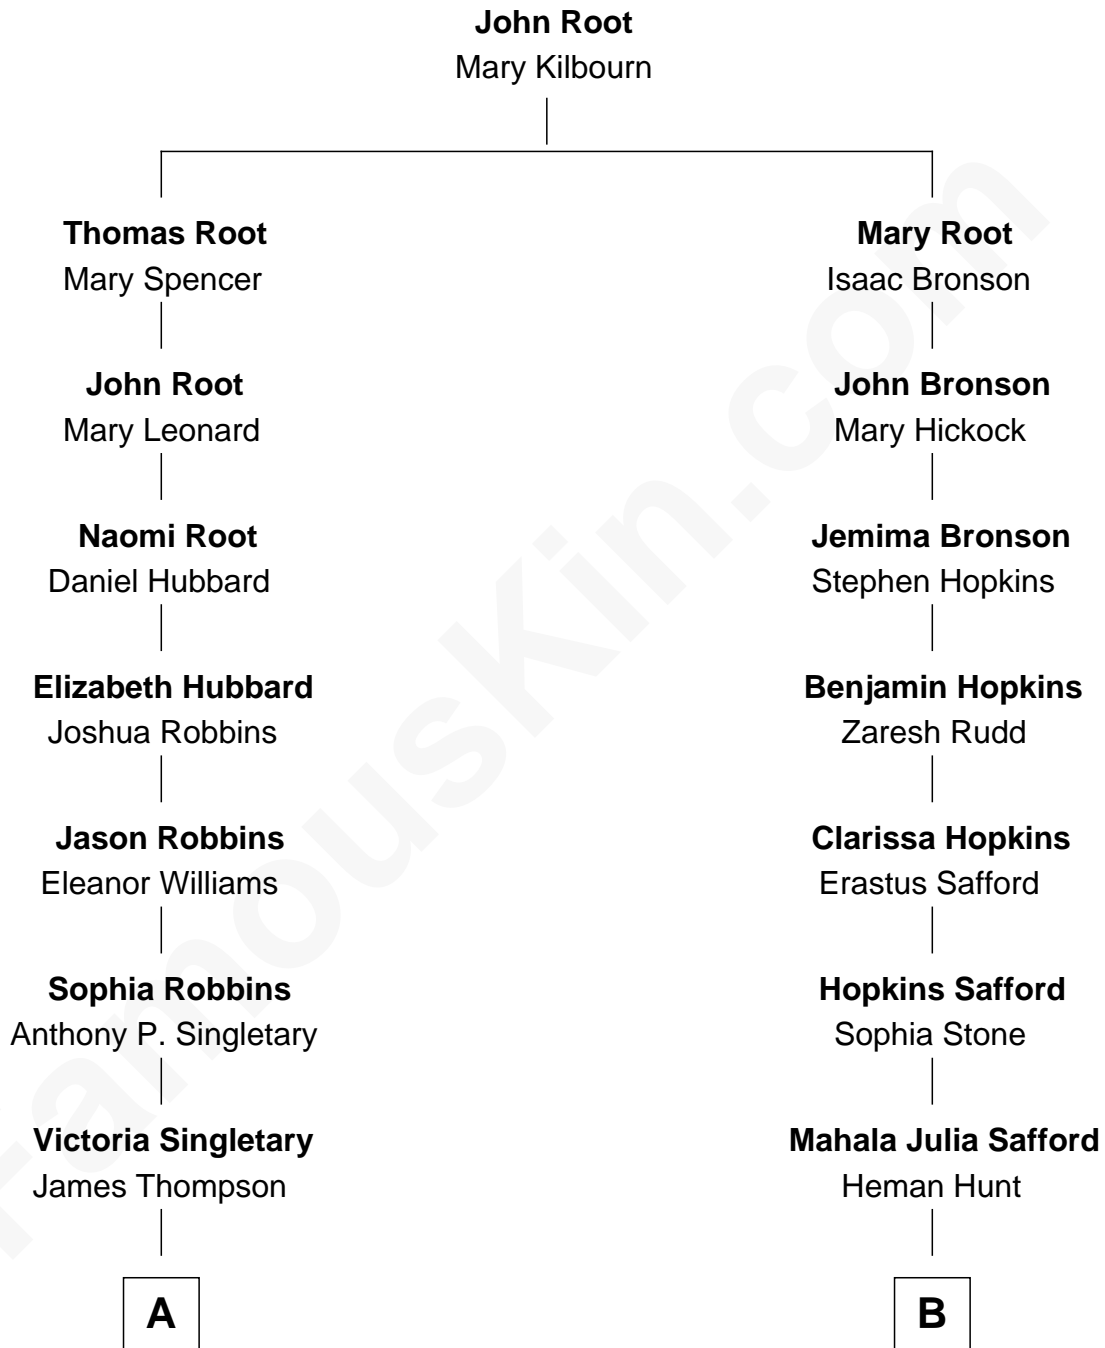 John Root
Mary Kilbourn
Thomas Root
Mary Spencer
Mary Root
Isaac Bronson
John Root
Mary Leonard
John Bronson
Mary Hickock
Naomi Root
Daniel Hubbard
Jemima Bronson
Stephen Hopkins
Elizabeth Hubbard
Joshua Robbins
Benjamin Hopkins
Zaresh Rudd
Jason Robbins
Eleanor Williams
Clarissa Hopkins
Erastus Safford
Sophia Robbins
Anthony P. Singletary
Hopkins Safford
Sophia Stone
Victoria Singletary
James Thompson
Mahala Julia Safford
Heman Hunt
A
B
FamousKin.com